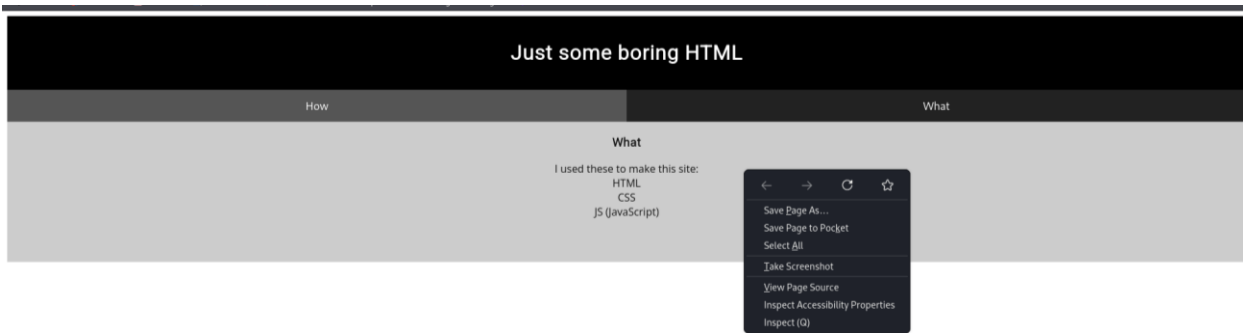 Just some boring HTML
How What
What
I used these to make this site:
HTML
CSS
JS (JavaScript)
Save Page As...
Save Page to Pocket
Select All
Take Screenshot
View Page Source
Inspect Accessibility Properties
Inspect (Q)